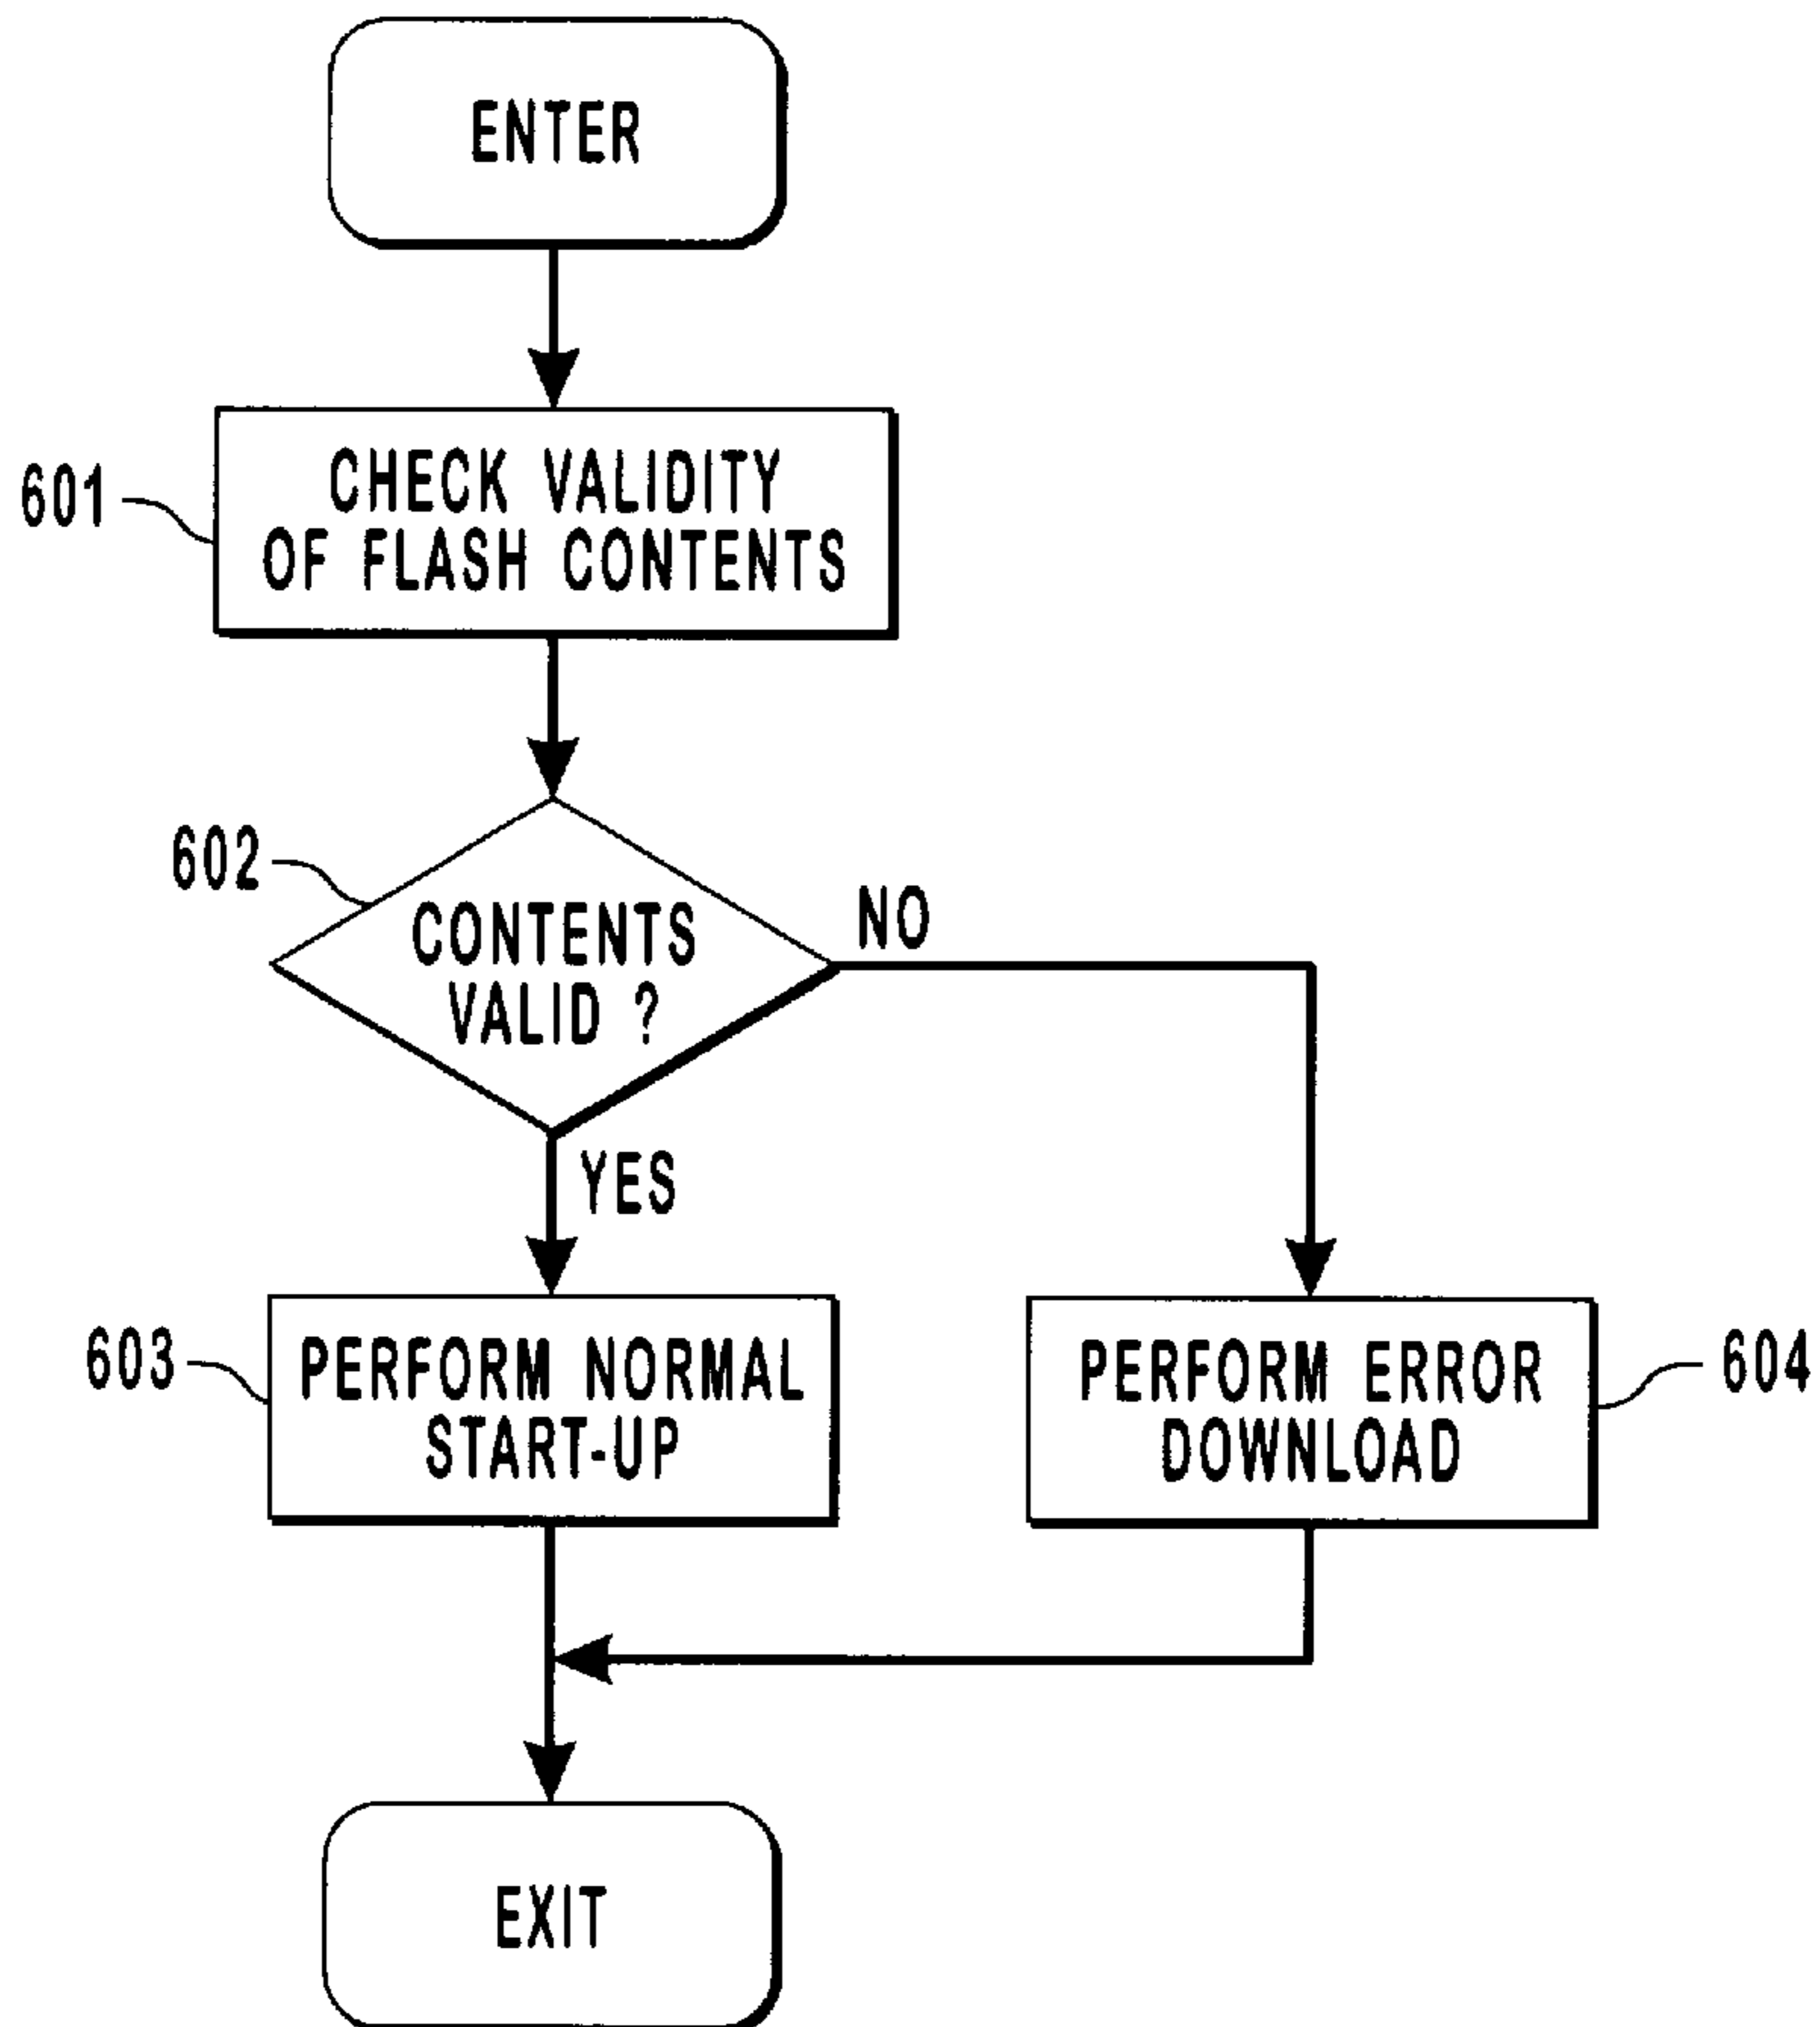 ENTER
601
CHECK VALIDITY
OF FLASH CONTENTS
602
CONTENTS
VALID ?
NO
YES
603
PERFORM NORMAL
START-UP
PERFORM ERROR
DOWNLOAD
604
EXIT